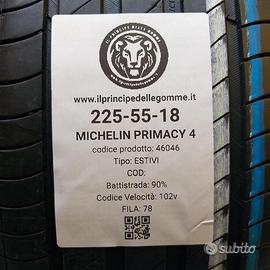 IL PRINCIPE DELLE GOMME
www.ilprincipedellegomme.it
225-55-18
MICHELIN PRIMACY 4
codice prodotto: 46046
Tipo: ESTIVI
COD:
Battistrada: 90%
Codice Velocità: 102v
FILA: 78
subito